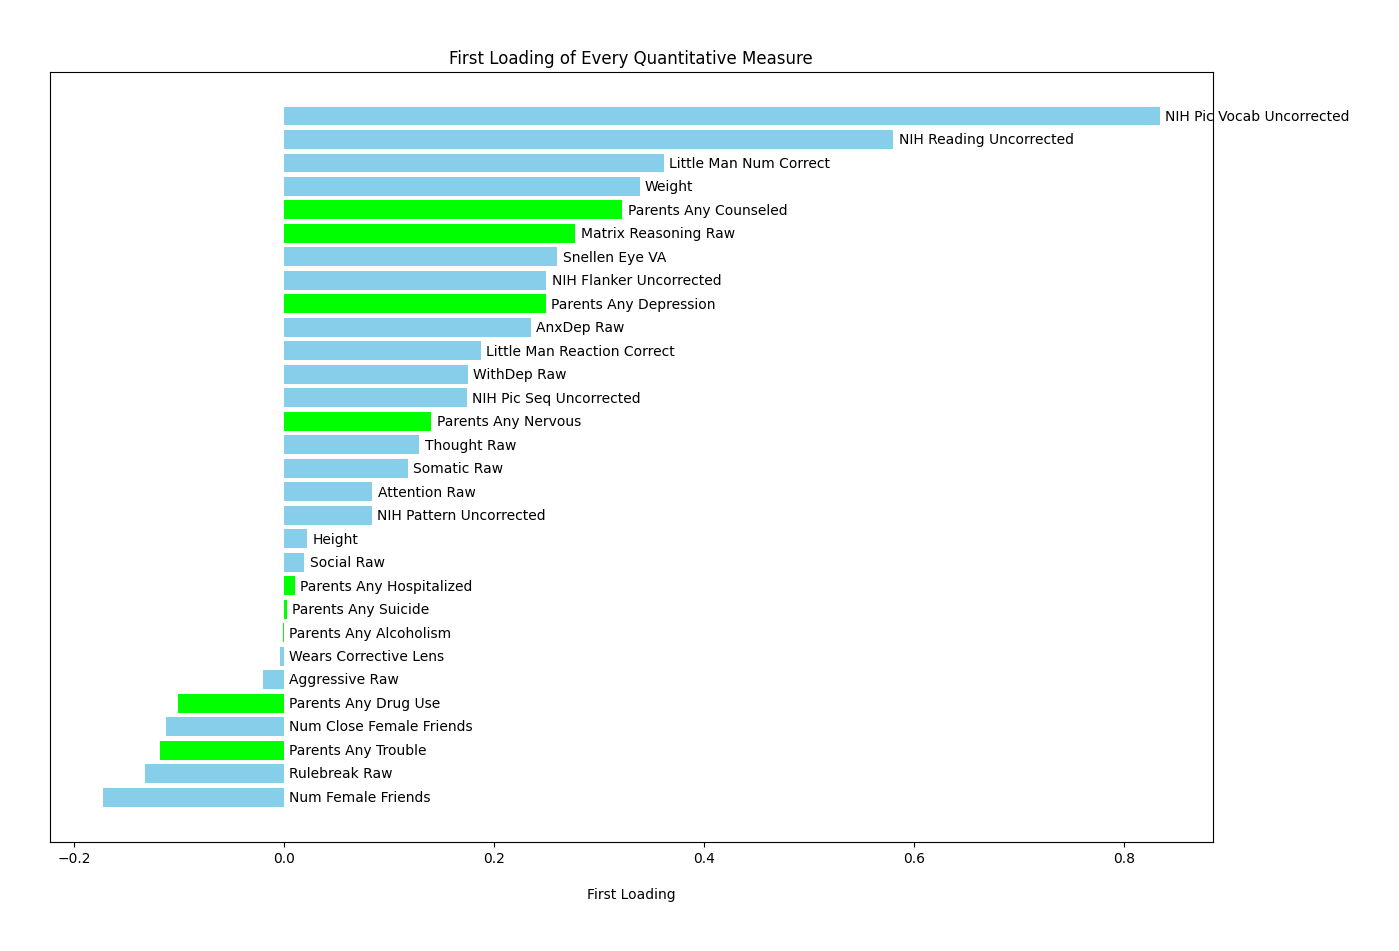 First Loading of Every Quantitative Measure
NIH Pic Vocab Uncorrected
NIH Reading Uncorrected
Little Man Num Correct
Weight
Parents Any Counseled
Matrix Reasoning Raw
Snellen Eye VA
NIH Flanker Uncorrected
Parents Any Depression
AnxDep Raw
Little Man Reaction Correct
WithDep Raw
NIH Pic Seq Uncorrected
Parents Any Nervous
Thought Raw
Somatic Raw
Attention Raw
NIH Pattern Uncorrected
Height
Social Raw
Parents Any Hospitalized
Parents Any Suicide
Parents Any Alcoholism
Wears Corrective Lens
Aggressive Raw
Parents Any Drug Use
Num Close Female Friends
Parents Any Trouble
Rulebreak Raw
Num Female Friends
−0.2 0.0 0.2 0.4 0.6 0.8
First Loading